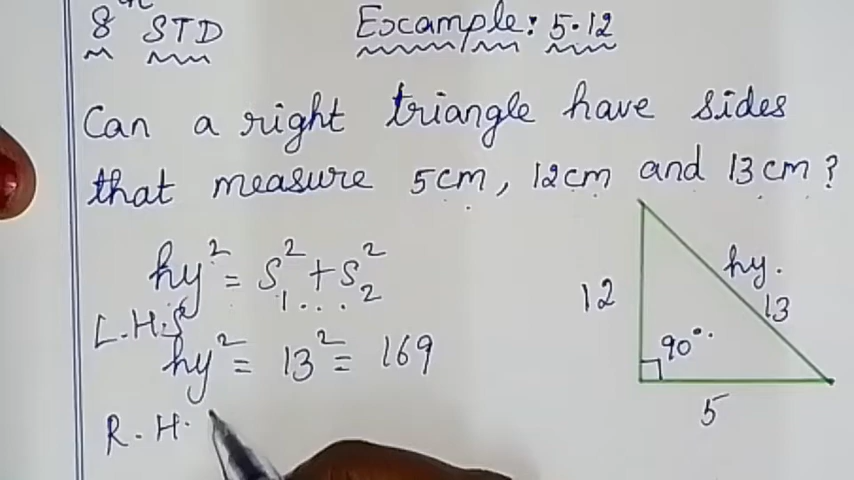 8th STD Example: 5.12
Can a right triangle have sides
that measure 5cm, 12cm and 13cm?
hy² = S₁² + S₂²
L.H.S
hy² = 13² = 169
R.H.
12
hy.
13
90°
5